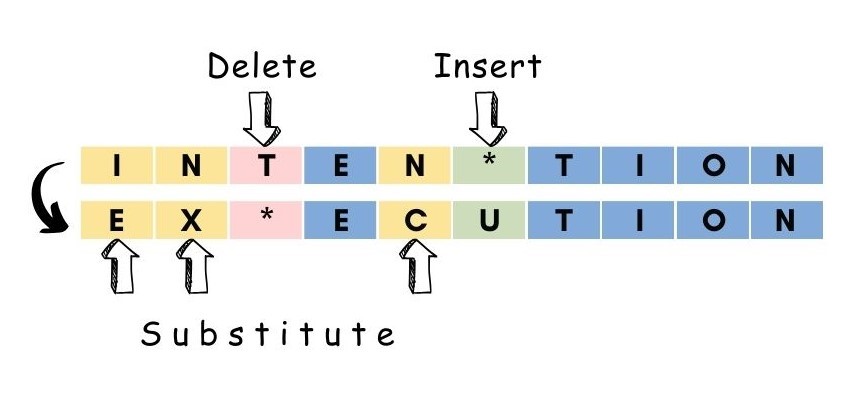 Delete Insert
I N T E N * T I O N
E X * E C U T I O N
Substitute